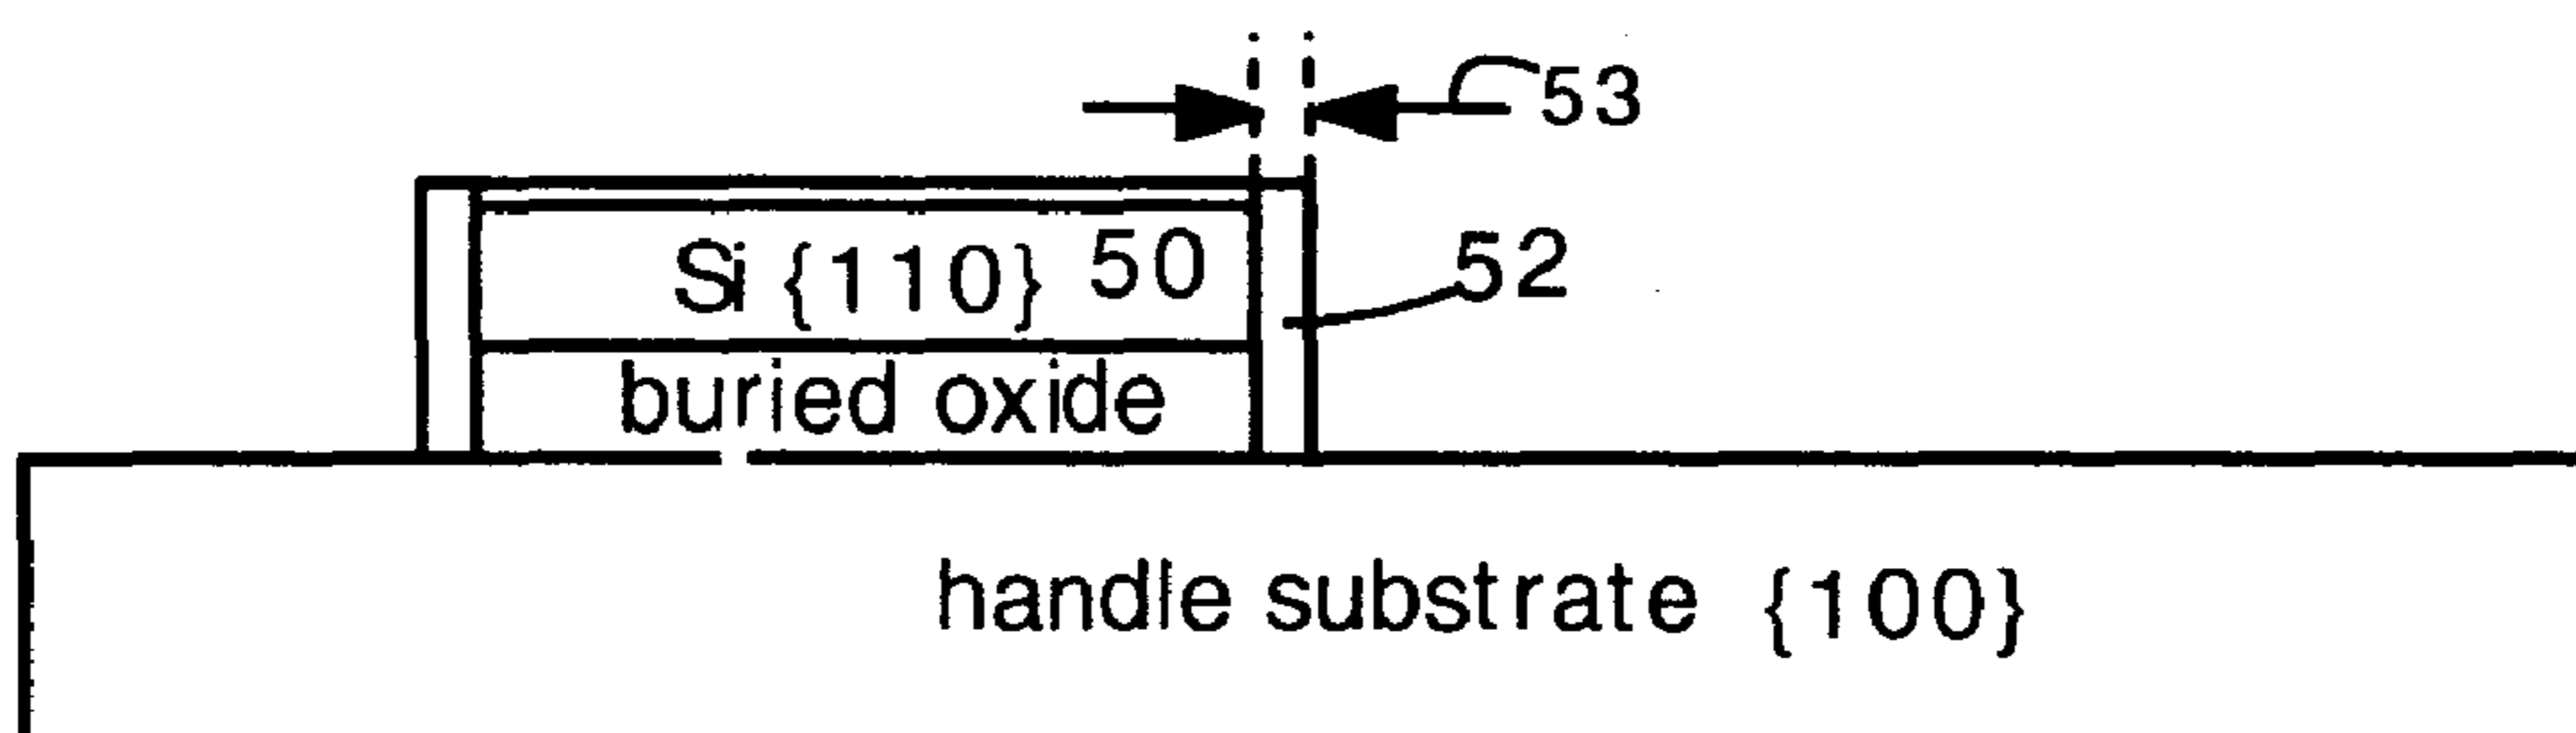 53
Si {110} 50
52
buried oxide
handle substrate {100}